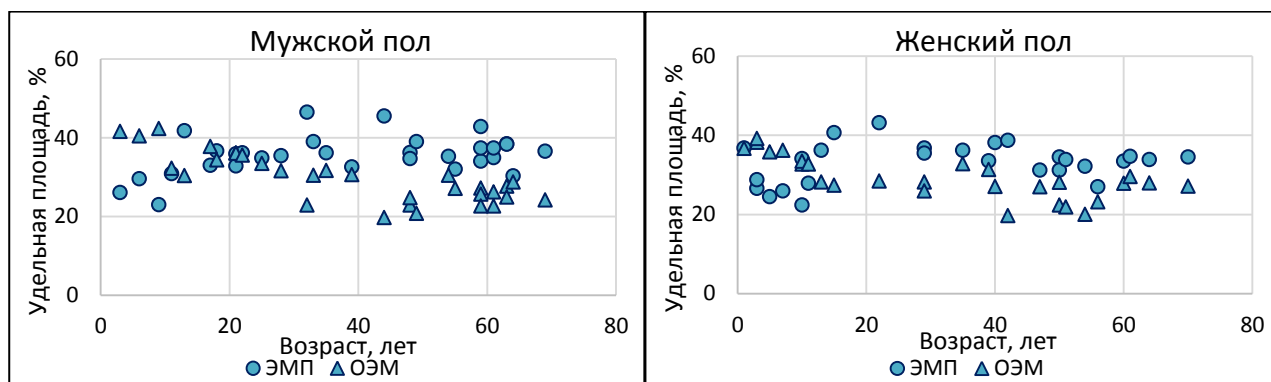 Мужской пол
Удельная площадь, %
60
40
20
0
0 20 40 60 80
Возраст, лет
ЭМП ОЭМ
Женский пол
Удельная площадь, %
60
40
20
0
0 20 40 60 80
Возраст, лет
ЭМП ОЭМ